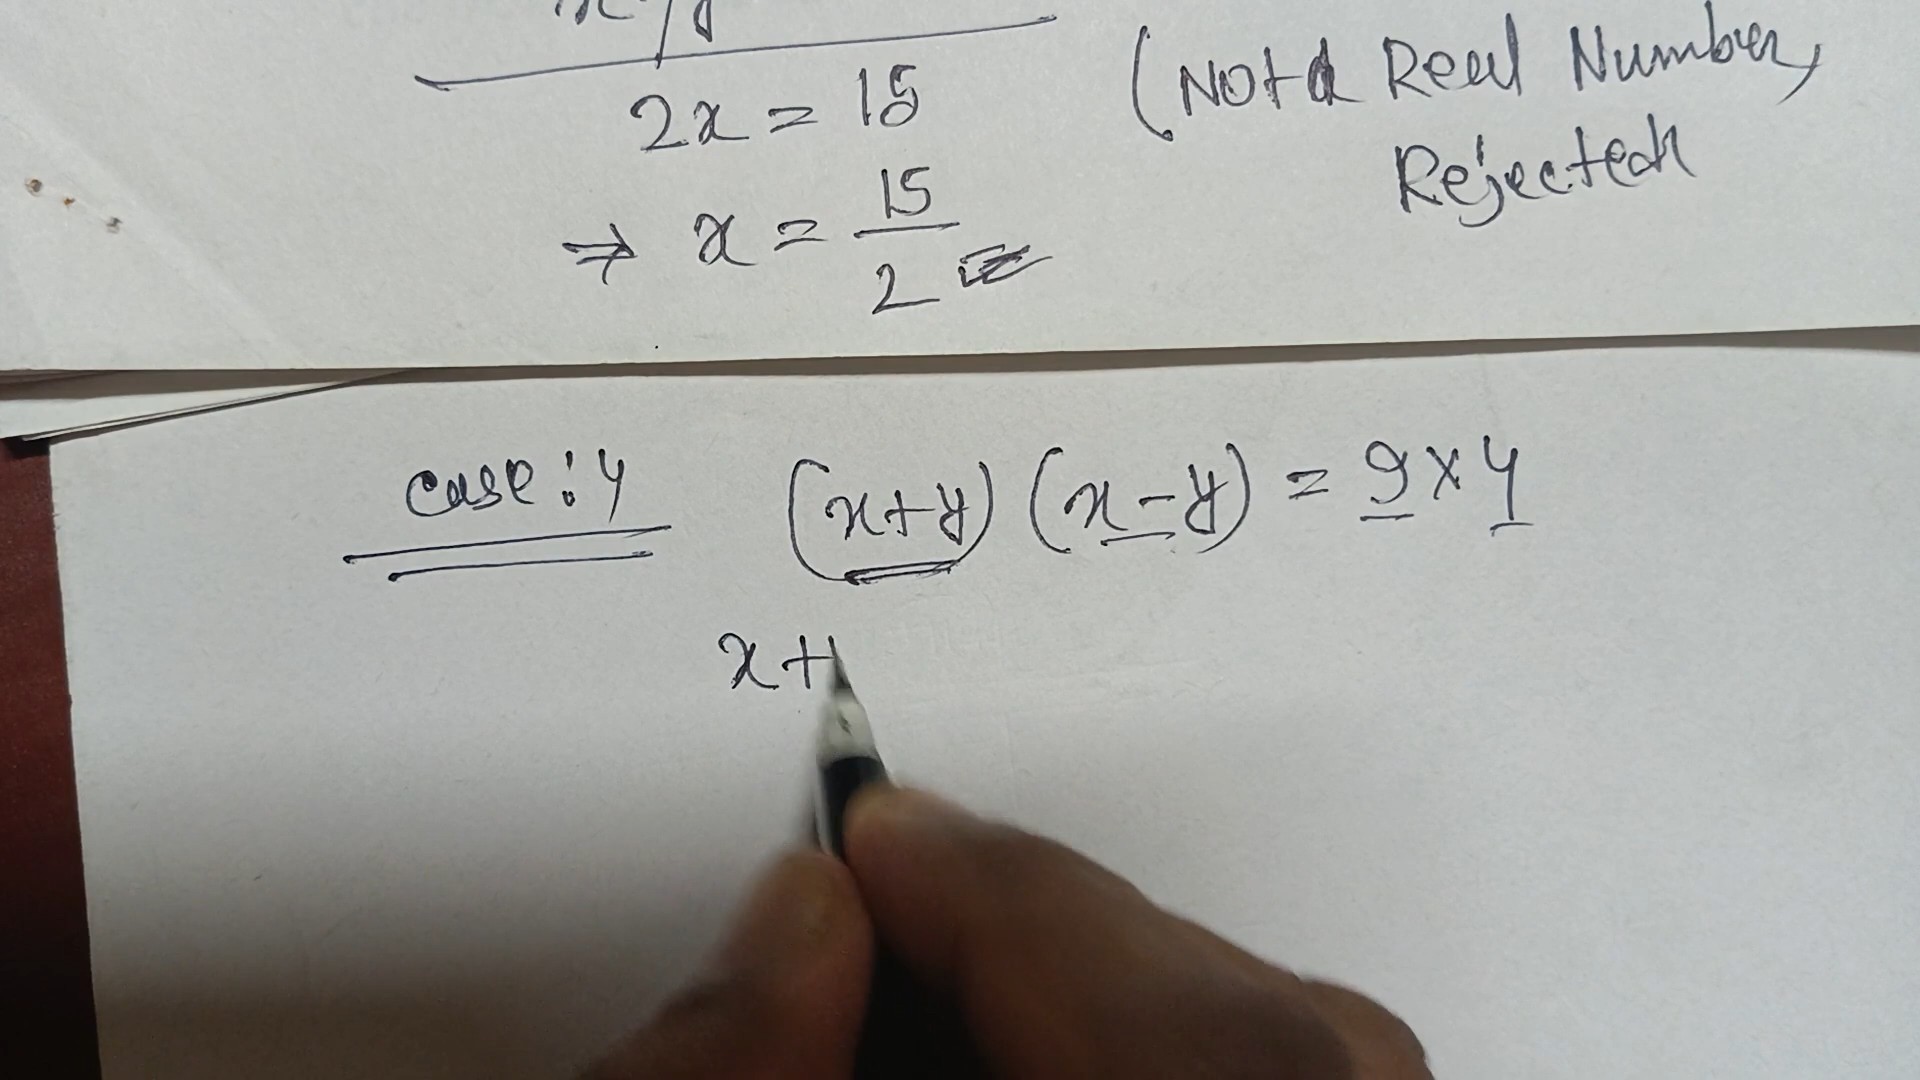 2x = 15
(Not a Real Number,
⇒ x = 15/2
Rejected
case: 4 (x+y) (x-y) = 9 x 4
x+